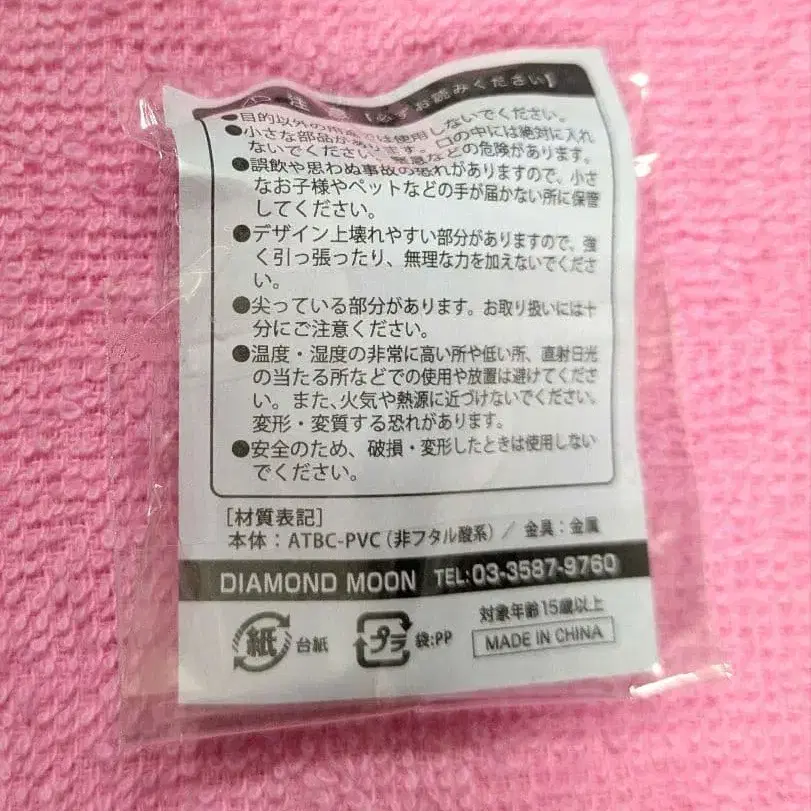 注意【必ずお読みください】
●目的以外の用途では使用しないでください。
●小さな部品があります。口の中には絶対に入れ
ないでください。窒息などの危険があります。
●誤飲や思わぬ事故の恐れがありますので、小さ
なお子様やペットなどの手が届かない所に保管
してください。
●デザイン上壊れやすい部分がありますので、強
く引っ張ったり、無理な力を加えないでくださ
い。
●尖っている部分があります。お取り扱いには十
分にご注意ください。
●温度・湿度の非常に高い所や低い所、直射日光
の当たる所などでの使用や放置は避けてくださ
い。また、火気や熱源に近づけないでください。
変形・変質する恐れがあります。
●安全のため、破損・変形したときは使用しない
でください。
[材質表記]
本体：ATBC-PVC（非フタル酸系）/ 金具：金属
DIAMOND MOON TEL:03-3587-9760
紙 台紙 プラ 袋:PP 対象年齢15歳以上
MADE IN CHINA